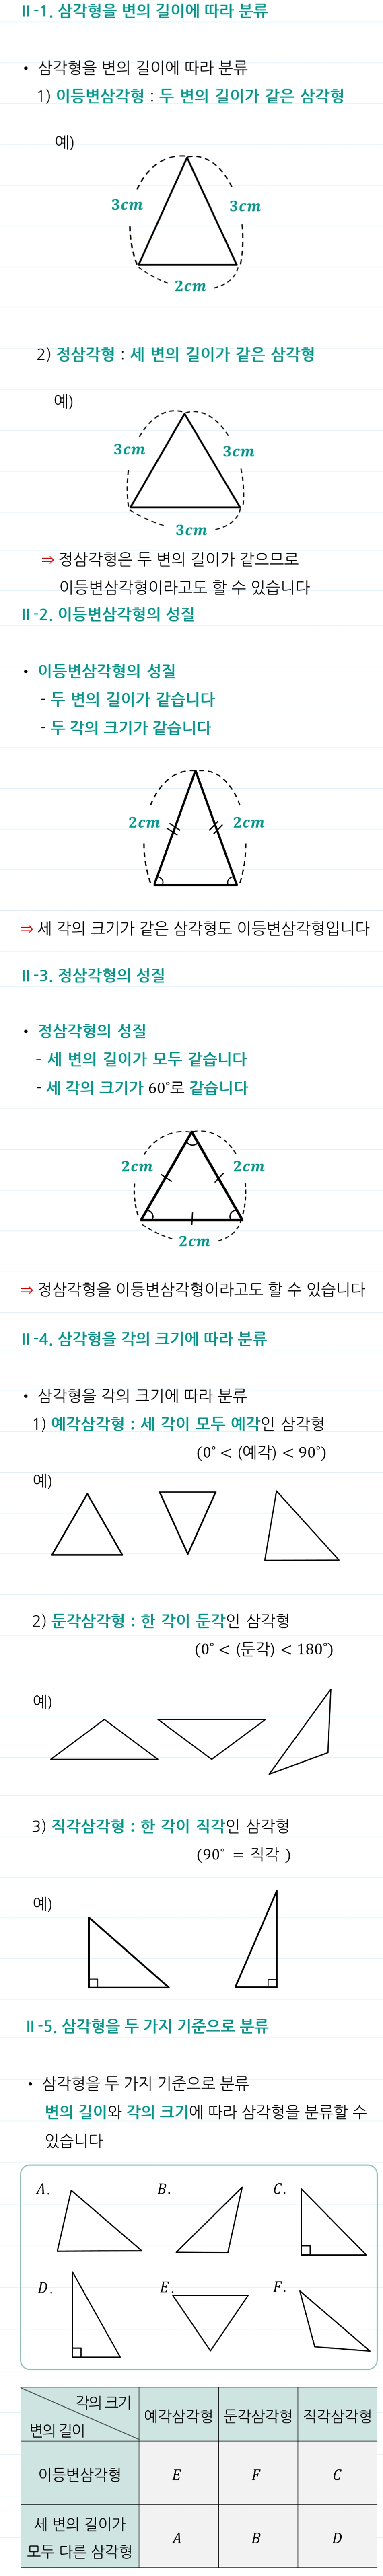 Ⅱ-1. 삼각형을 변의 길이에 따라 분류
• 삼각형을 변의 길이에 따라 분류
1) 이등변삼각형 : 두 변의 길이가 같은 삼각형
예)
3cm
3cm
2cm
2) 정삼각형 : 세 변의 길이가 같은 삼각형
예)
3cm
3cm
3cm
⇒ 정삼각형은 두 변의 길이가 같으므로
이등변삼각형이라고도 할 수 있습니다
Ⅱ-2. 이등변삼각형의 성질
• 이등변삼각형의 성질
- 두 변의 길이가 같습니다
- 두 각의 크기가 같습니다
2cm
2cm
⇒ 세 각의 크기가 같은 삼각형도 이등변삼각형입니다
Ⅱ-3. 정삼각형의 성질
• 정삼각형의 성질
- 세 변의 길이가 모두 같습니다
- 세 각의 크기가 60°로 같습니다
2cm
2cm
2cm
⇒ 정삼각형을 이등변삼각형이라고도 할 수 있습니다
Ⅱ-4. 삼각형을 각의 크기에 따라 분류
• 삼각형을 각의 크기에 따라 분류
1) 예각삼각형 : 세 각이 모두 예각인 삼각형
(0° < (예각) < 90°)
예)
2) 둔각삼각형 : 한 각이 둔각인 삼각형
(0° < (둔각) < 180°)
예)
3) 직각삼각형 : 한 각이 직각인 삼각형
(90° = 직각 )
예)
Ⅱ-5. 삼각형을 두 가지 기준으로 분류
• 삼각형을 두 가지 기준으로 분류
변의 길이와 각의 크기에 따라 삼각형을 분류할 수
있습니다
A. B. C.
D. E. F.
각의 크기
변의 길이
예각삼각형 둔각삼각형 직각삼각형
이등변삼각형 E F C
세 변의 길이가
모두 다른 삼각형 A B D